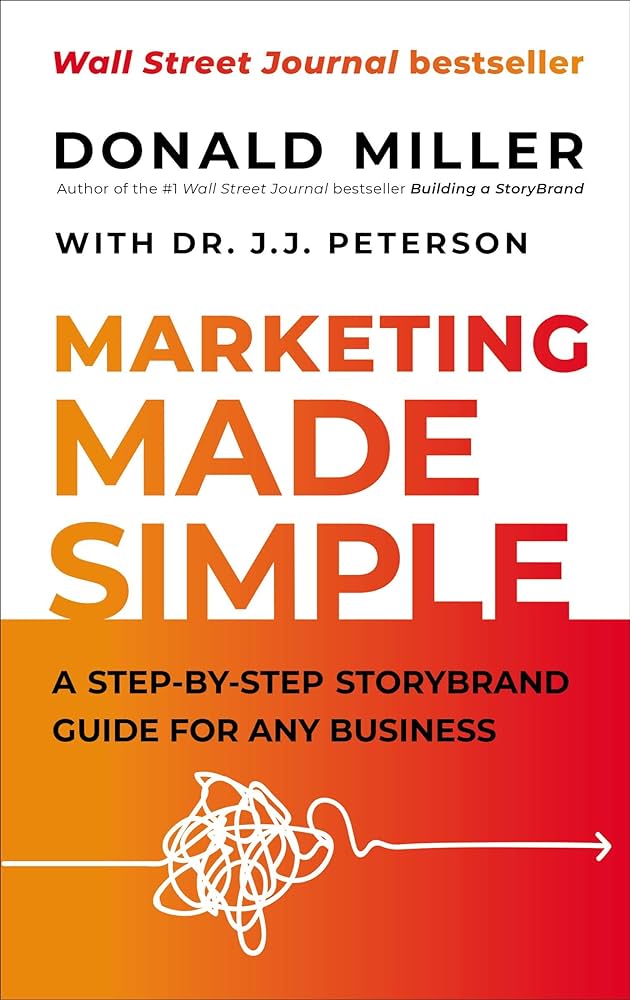 Wall Street Journal bestseller
DONALD MILLER
Author of the #1 Wall Street Journal bestseller Building a StoryBrand
WITH DR. J.J. PETERSON
MARKETING
MADE
SIMPLE
A STEP-BY-STEP STORYBRAND
GUIDE FOR ANY BUSINESS